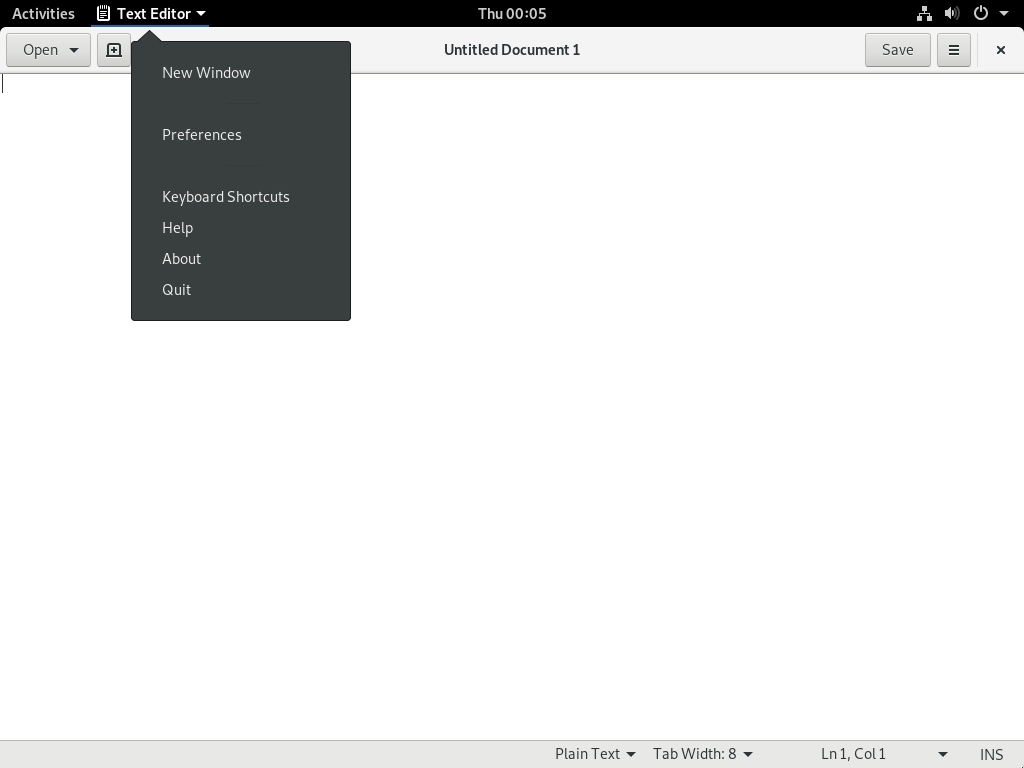 Activities Text Editor Thu 00:05
Open Untitled Document 1 Save
New Window
Preferences
Keyboard Shortcuts
Help
About
Quit
Plain Text Tab Width: 8 Ln 1, Col 1 INS